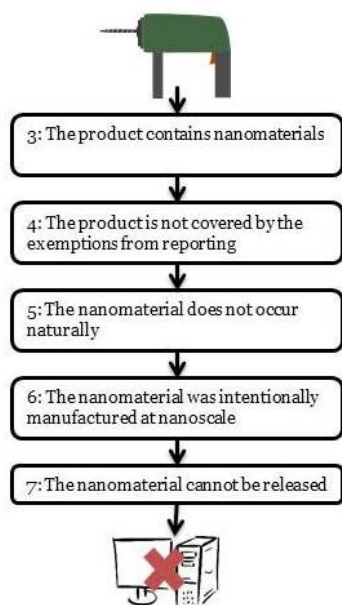 3: The product contains nanomaterials
4: The product is not covered by the
exemptions from reporting
5: The nanomaterial does not occur
naturally
6: The nanomaterial was intentionally
manufactured at nanoscale
7: The nanomaterial cannot be released